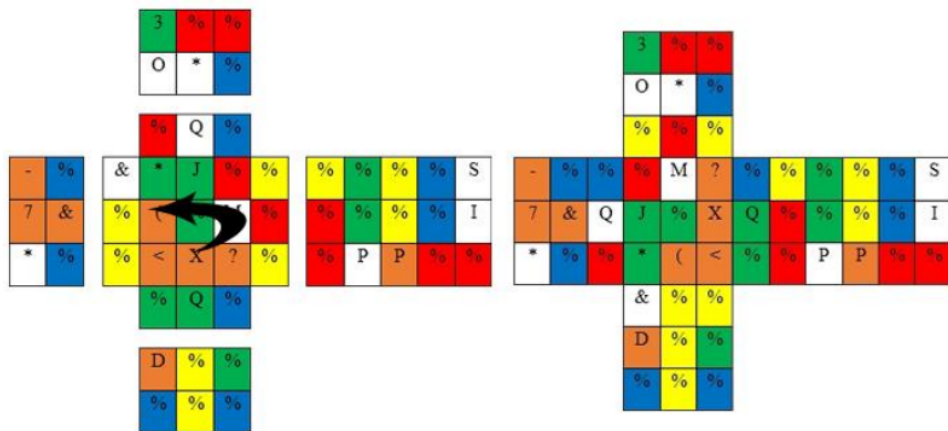 3 % %
O * %
% Q %
- % & * J % % % % % % S
7 & % ( M % % % % % I
* % % < X ? % % P P % %
% Q %
D % %
% % %
3 % %
O * %
% % %
- % % % M ? % % % % % S
7 & Q J % X Q % % % % I
* % % * ( < % % P P % %
& % %
D % %
% % %